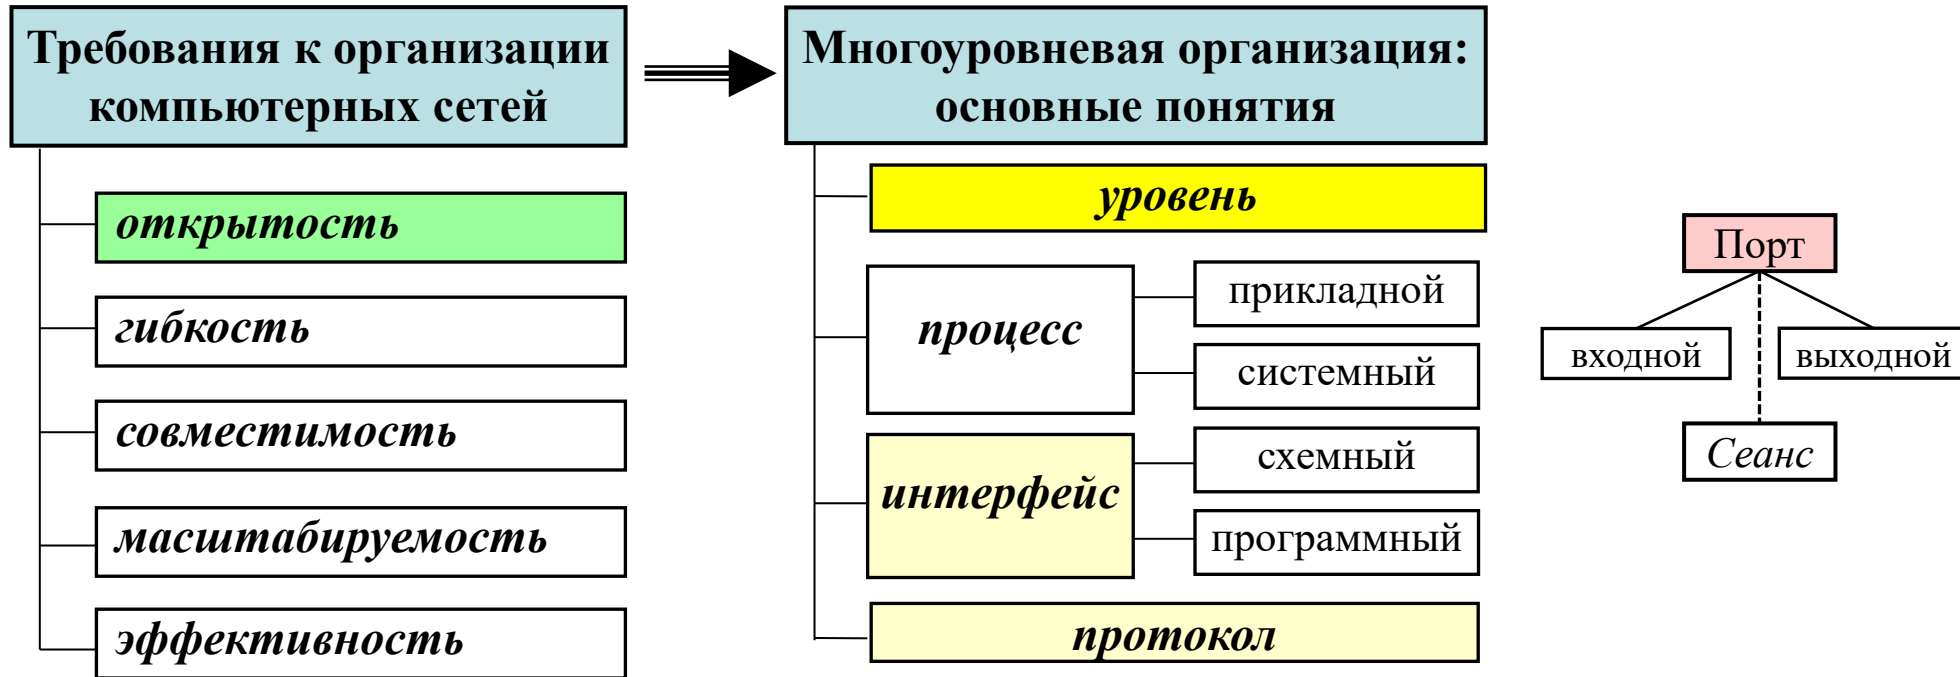 Требования к организации
компьютерных сетей
открытость
гибкость
совместимость
масштабируемость
эффективность
Многоуровневая организация:
основные понятия
уровень
процесс
прикладной
системный
интерфейс
схемный
программный
протокол
Порт
входной
выходной
Сеанс